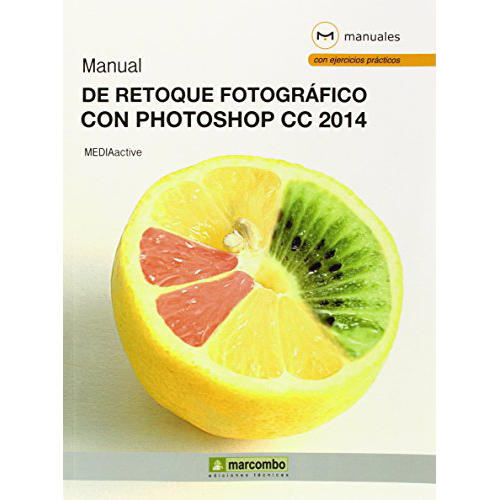 manuales
con ejercicios prácticos
Manual
DE RETOQUE FOTOGRÁFICO
CON PHOTOSHOP CC 2014
MEDIAactive
marcombo
ediciones técnicas